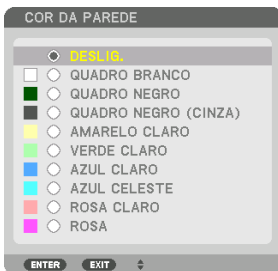 COR DA PAREDE
DESLIG.
QUADRO BRANCO
QUADRO NEGRO
QUADRO NEGRO (CINZA)
AMARELO CLARO
VERDE CLARO
AZUL CLARO
AZUL CELESTE
ROSA CLARO
ROSA
ENTER EXIT